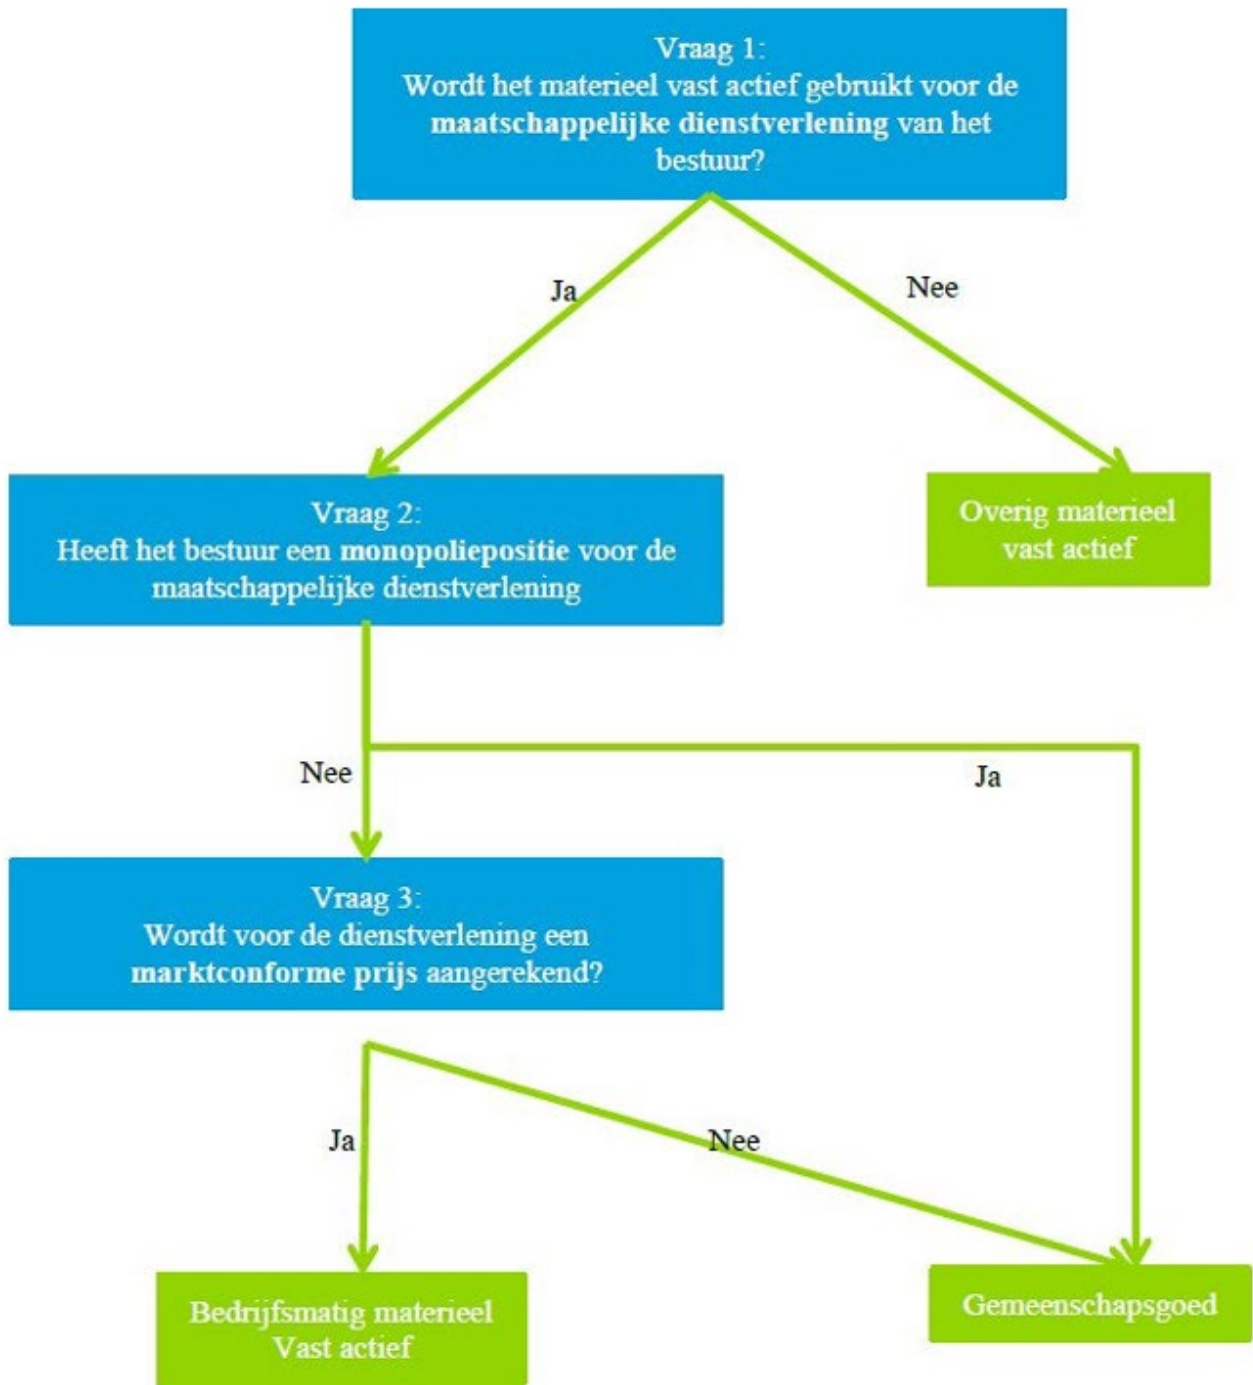 Vraag 1:
Wordt het materieel vast actief gebruikt voor de
maatschappelijke dienstverlening van het
bestuur?
Ja
Nee
Vraag 2:
Heeft het bestuur een monopoliepositie voor de
maatschappelijke dienstverlening
Overig materieel
vast actief
Nee
Ja
Vraag 3:
Wordt voor de dienstverlening een
marktconforme prijs aangerekend?
Ja
Nee
Bedrijfsmatig materieel
Vast actief
Gemeenschapsgoed